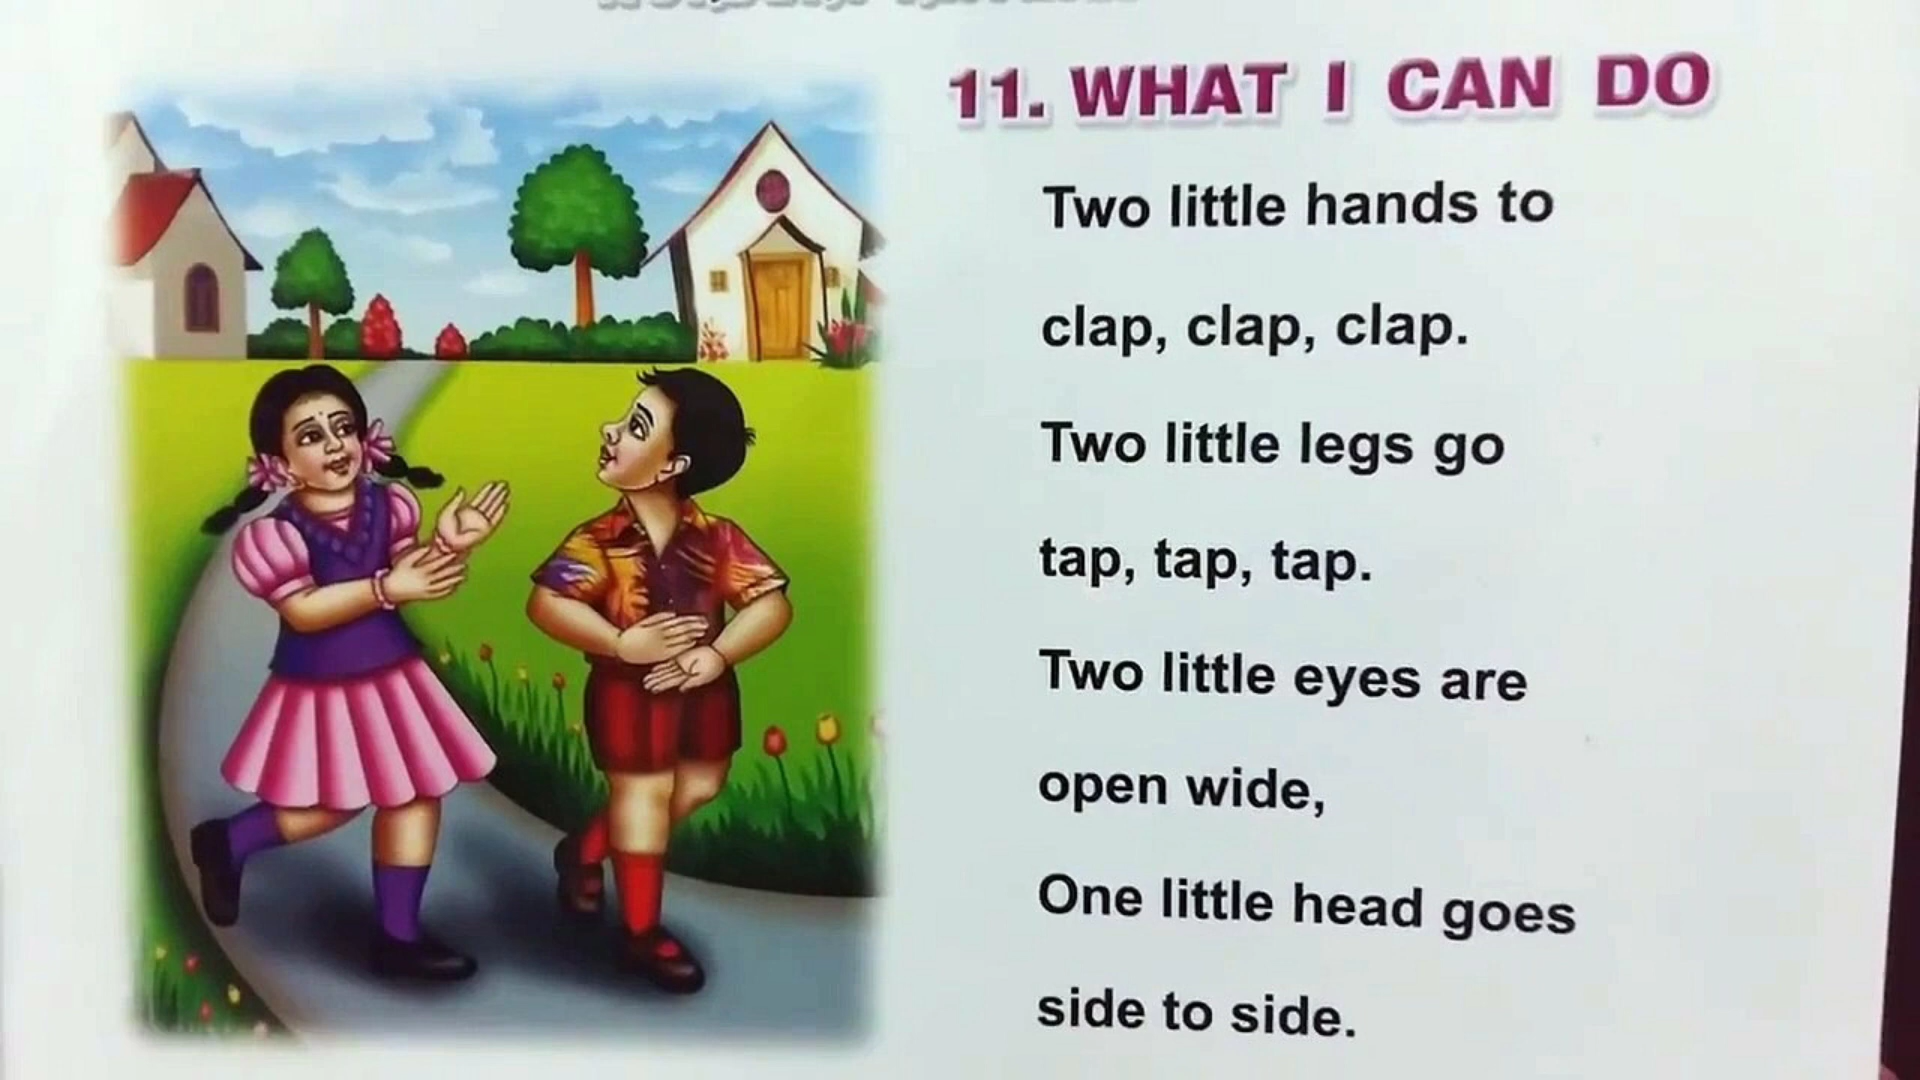 11. WHAT I CAN DO
Two little hands to
clap, clap, clap.
Two little legs go
tap, tap, tap.
Two little eyes are
open wide,
One little head goes
side to side.